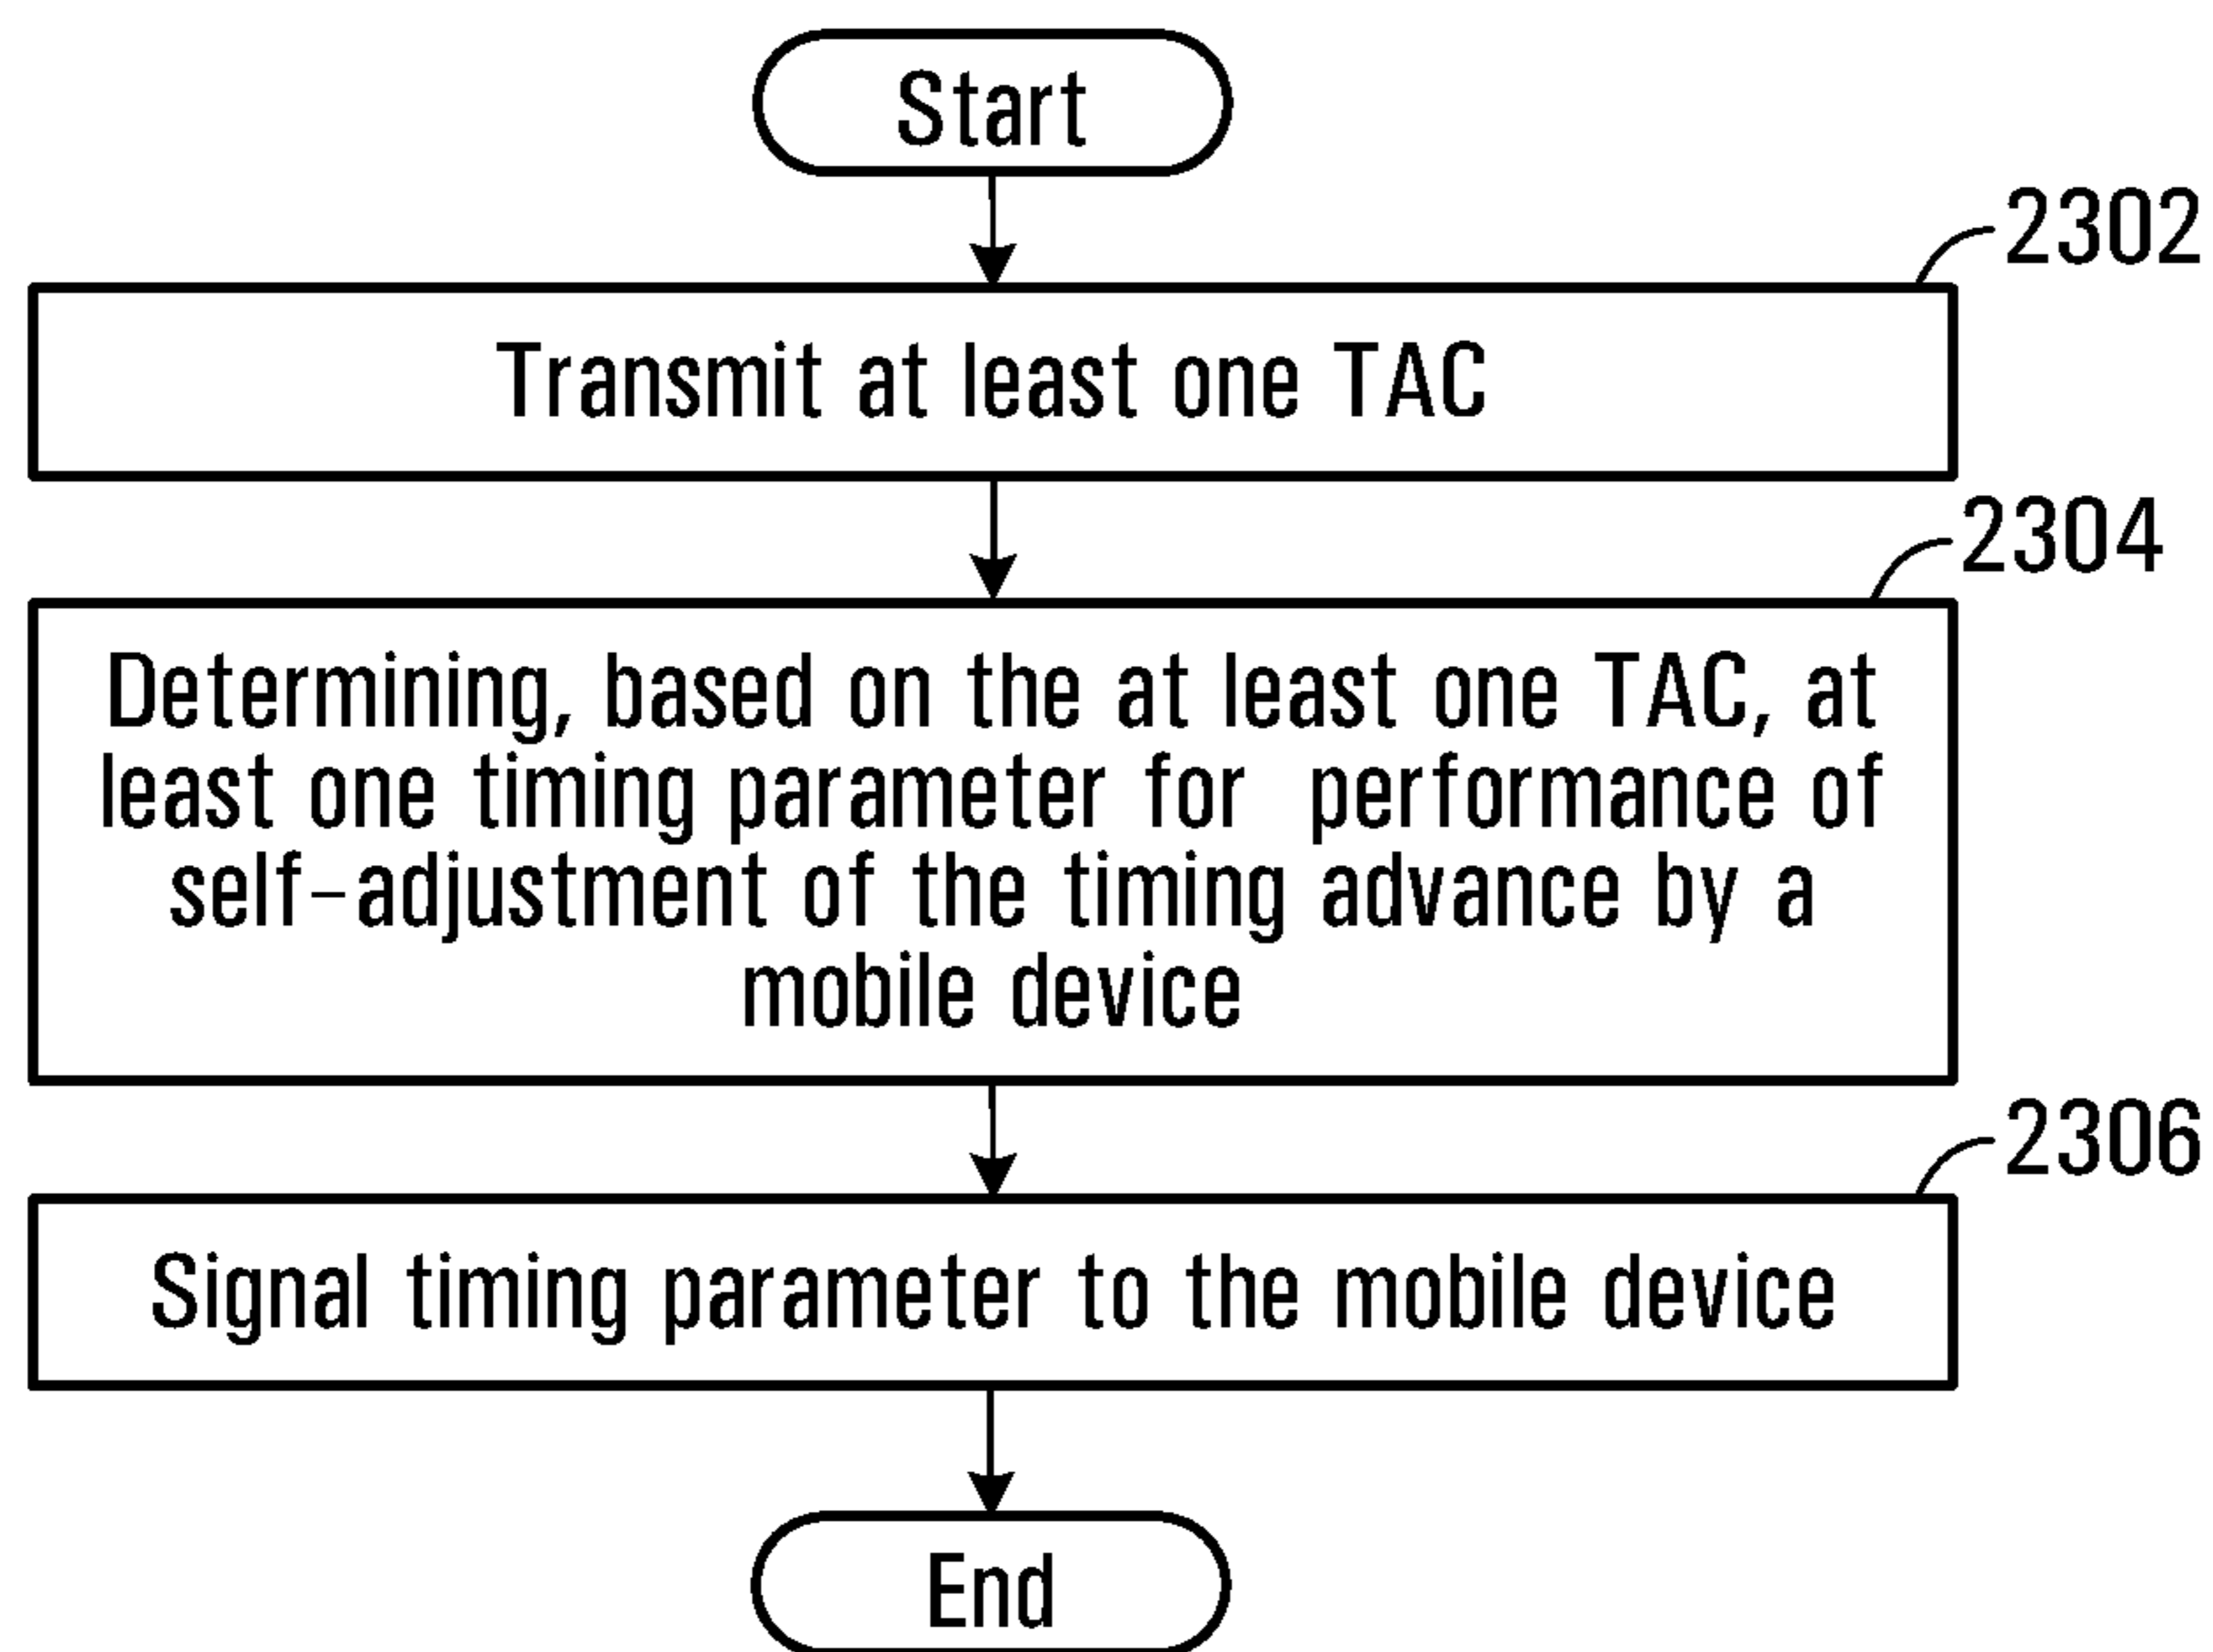 Start
2302
Transmit at least one TAC
2304
Determining, based on the at least one TAC, at
least one timing parameter for performance of
self-adjustment of the timing advance by a
mobile device
2306
Signal timing parameter to the mobile device
End